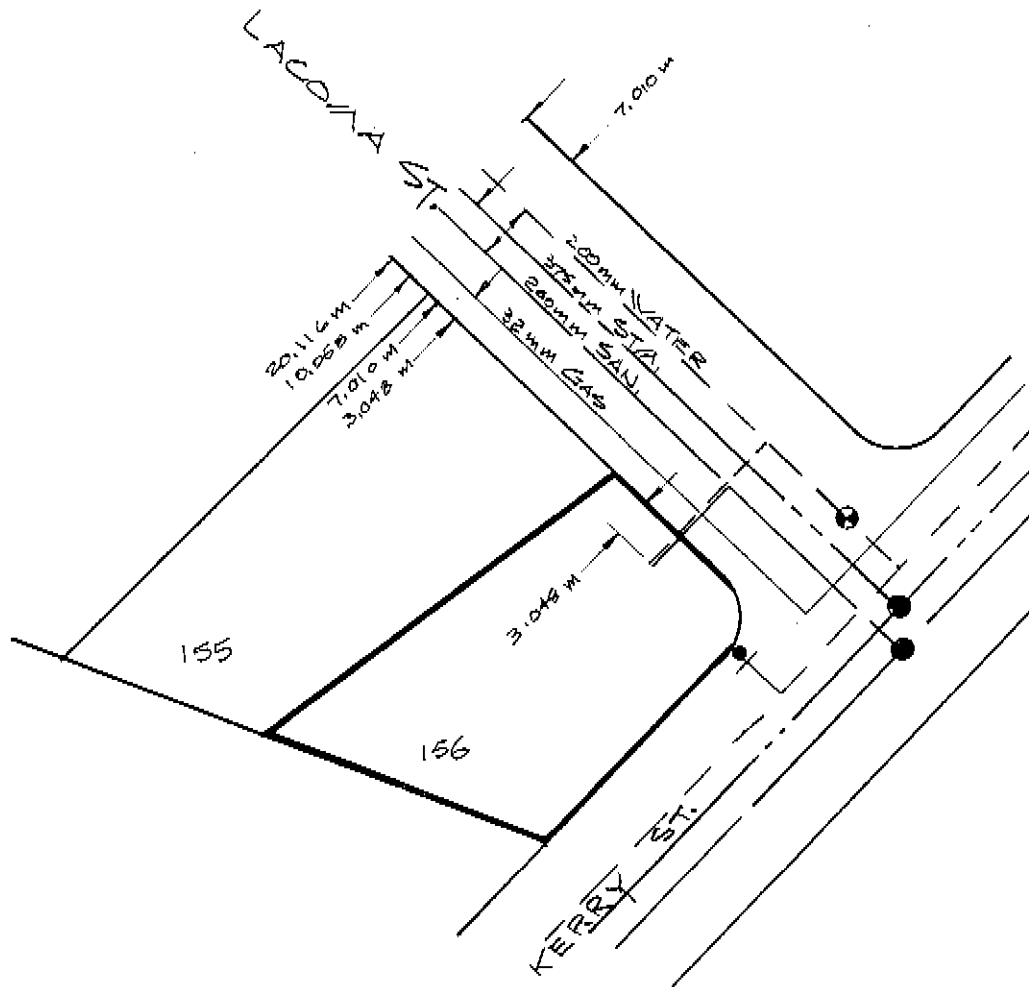 LACOMA ST.
7.010 m
200mm WATER
375mm STM.
200mm SAN.
32mm GAS
20.116 m
10.058 m
7.010 m
3.048 m
3.048 m
155
156
KERRY ST.